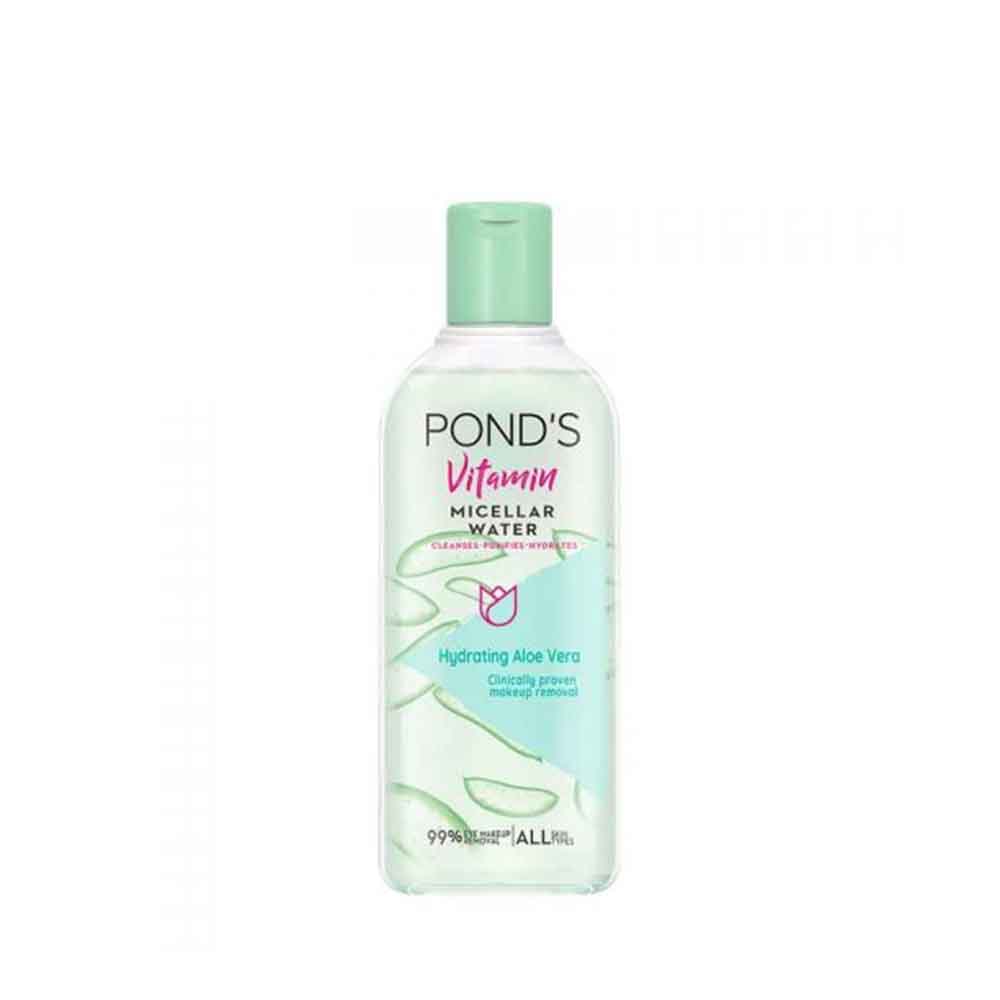 POND'S
Vitamin
MICELLAR
WATER
CLEANSES·PURIFIES·HYDRATES
Hydrating Aloe Vera
Clinically proven
makeup removal
99% EYE MAKEUP REMOVAL | ALL SKIN TYPES